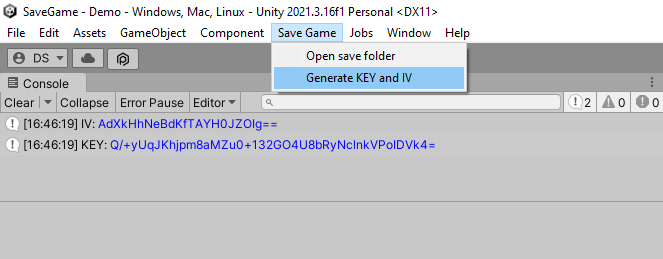 SaveGame - Demo - Windows, Mac, Linux - Unity 2021.3.16f1 Personal <DX11>
File Edit Assets GameObject Component Save Game Jobs Window Help
DS
Open save folder
Generate KEY and IV
Console
Clear Collapse Error Pause Editor 2 0 0
[16:46:19] IV: AdXkHhNeBdKfTAYH0JZOIg==
[16:46:19] KEY: Q/+yUqJKhjpm8aMZu0+132GO4U8bRyNcInkVPoIDVk4=